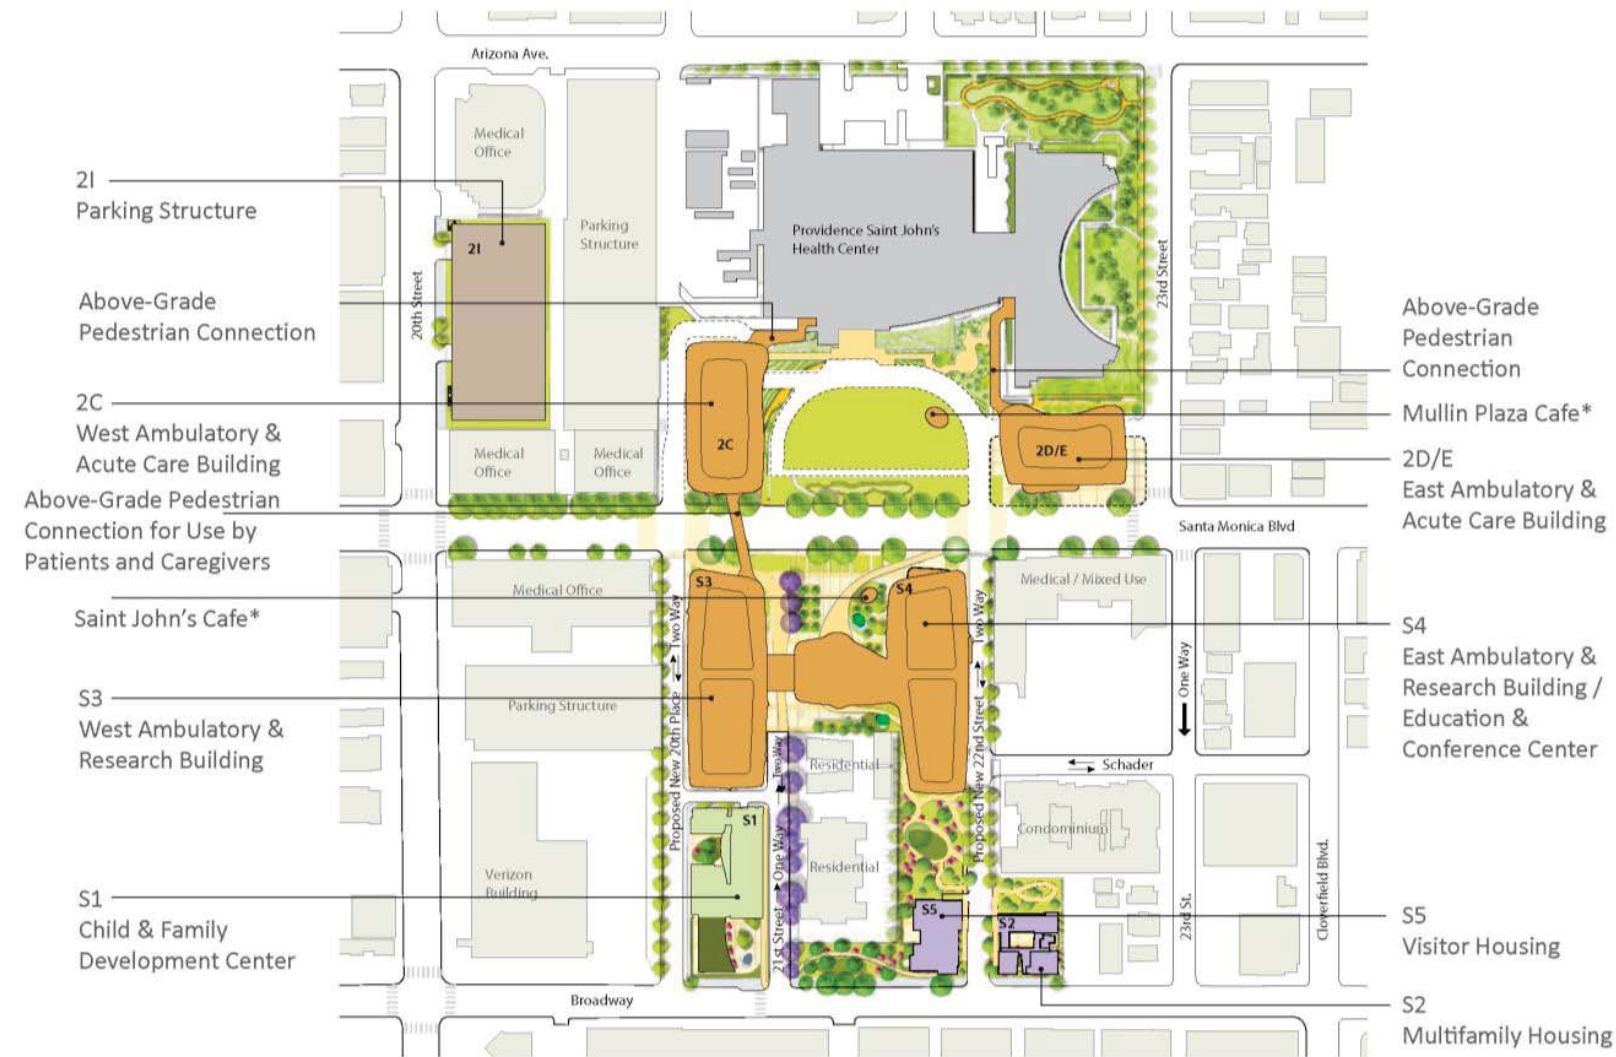 Arizona Ave.
Medical
Office
2I
Parking Structure
2I
Parking
Structure
Providence Saint John's
Health Center
20th Street
23rd Street
Above-Grade
Pedestrian Connection
Above-Grade
Pedestrian
Connection
2C
West Ambulatory &
Acute Care Building
2C
Mullin Plaza Cafe*
2D/E
2D/E
East Ambulatory &
Acute Care Building
Medical
Office
Medical
Office
Above-Grade Pedestrian
Connection for Use by
Patients and Caregivers
Santa Monica Blvd
Saint John's Cafe*
Medical Office
S3
S4
Medical / Mixed Use
S4
East Ambulatory &
Research Building /
Education &
Conference Center
S3
West Ambulatory &
Research Building
Parking Structure
Proposed New 20th Place
Two Way
Proposed New 22nd Street
Two Way
One Way
Schader
Two Way
Residential
Residential
Condominium
S1
21st Street
One Way
Verizon
Building
S1
Child & Family
Development Center
S5
S2
23rd St.
Cloverfield Blvd.
S5
Visitor Housing
S2
Multifamily Housing
Broadway